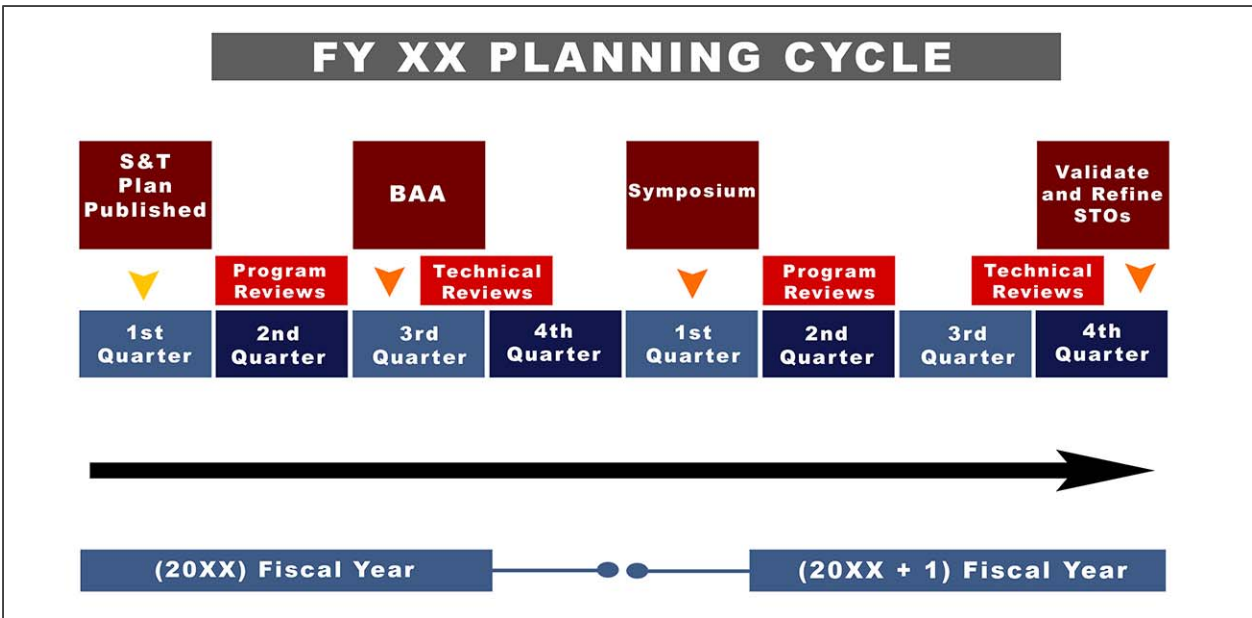 FY XX PLANNING CYCLE
S&T
Plan
Published
BAA
Symposium
Validate
and Refine
STOs
Program
Reviews
Technical
Reviews
Program
Reviews
Technical
Reviews
1st
Quarter
2nd
Quarter
3rd
Quarter
4th
Quarter
1st
Quarter
2nd
Quarter
3rd
Quarter
4th
Quarter
(20XX) Fiscal Year
(20XX + 1) Fiscal Year